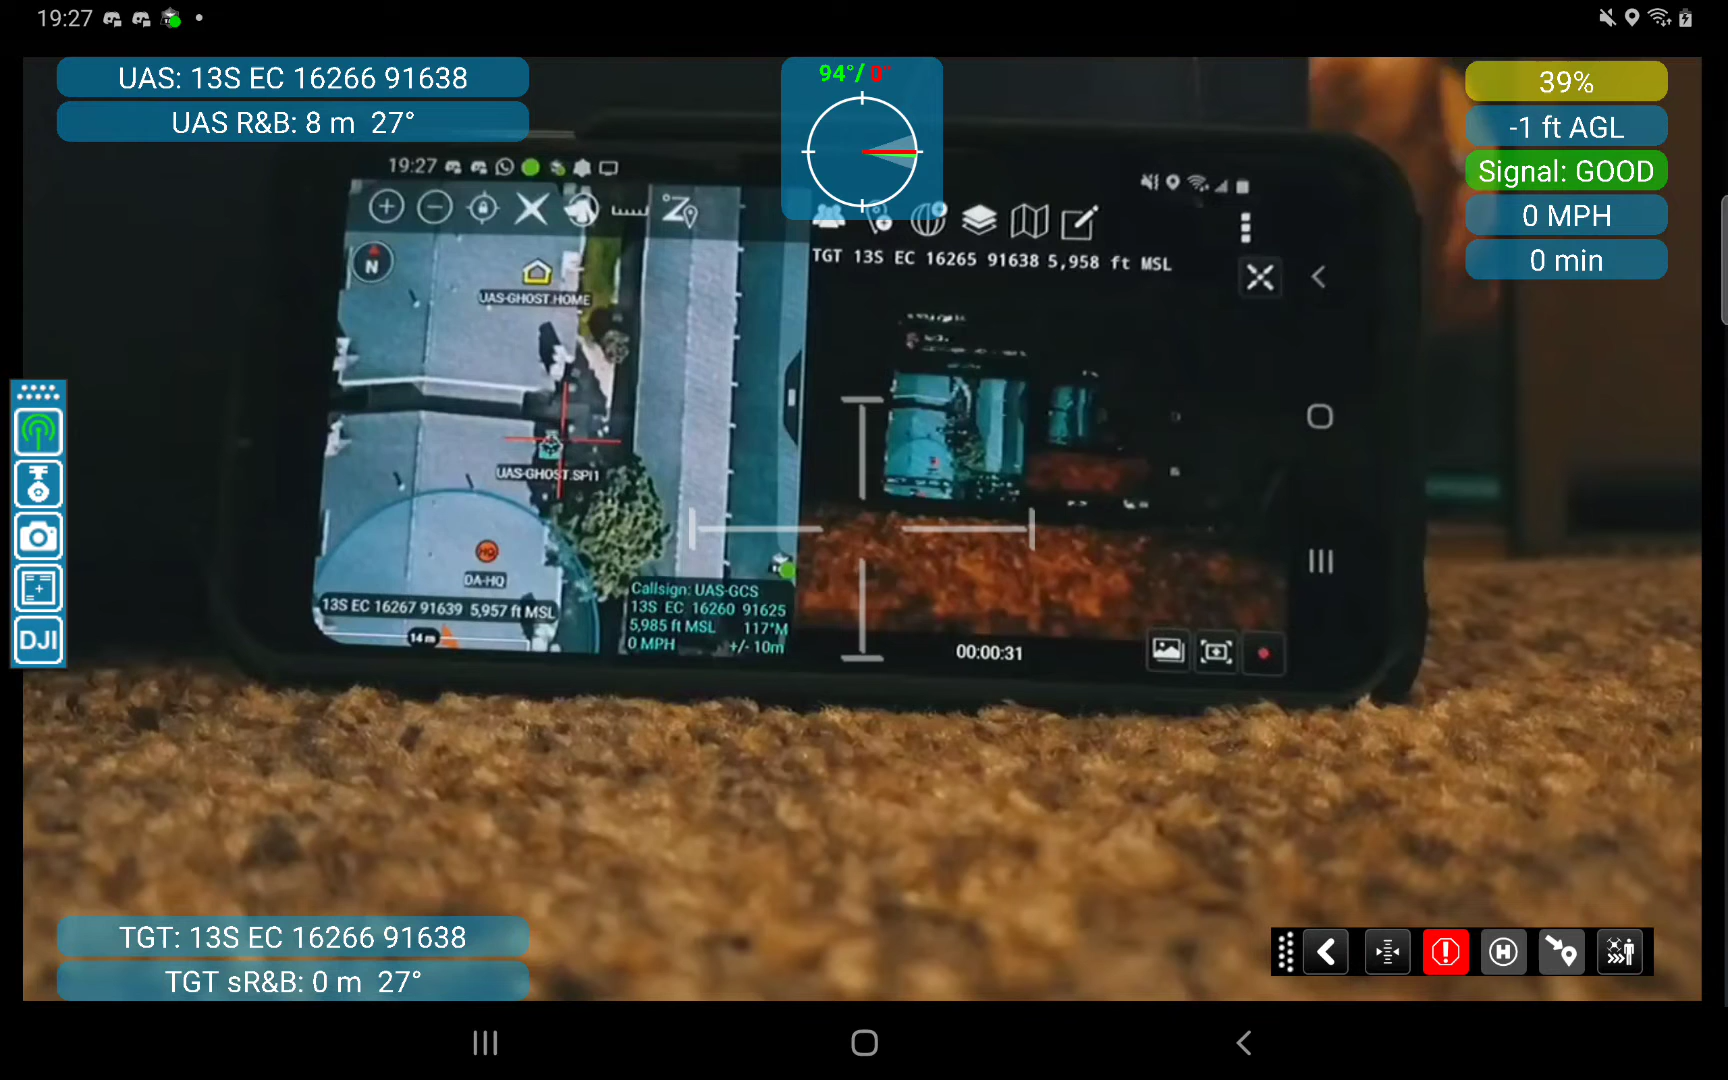 19:27
UAS: 13S EC 16266 91638
UAS R&B: 8 m 27°
94°/ 0°
39%
-1 ft AGL
Signal: GOOD
0 MPH
0 min
19:27
N
UAS-GHOST.HOME
TGT 13S EC 16265 91638 5,958 ft MSL
UAS-GHOST.SPI1
HQ
DA-HQ
13S EC 16267 91639 5,957 ft MSL
14 m
Callsign: UAS-GCS
13S EC 16260 91625
5,985 ft MSL 117°M
0 MPH +/- 10m
00:00:31
DJI
TGT: 13S EC 16266 91638
TGT sR&B: 0 m 27°
H